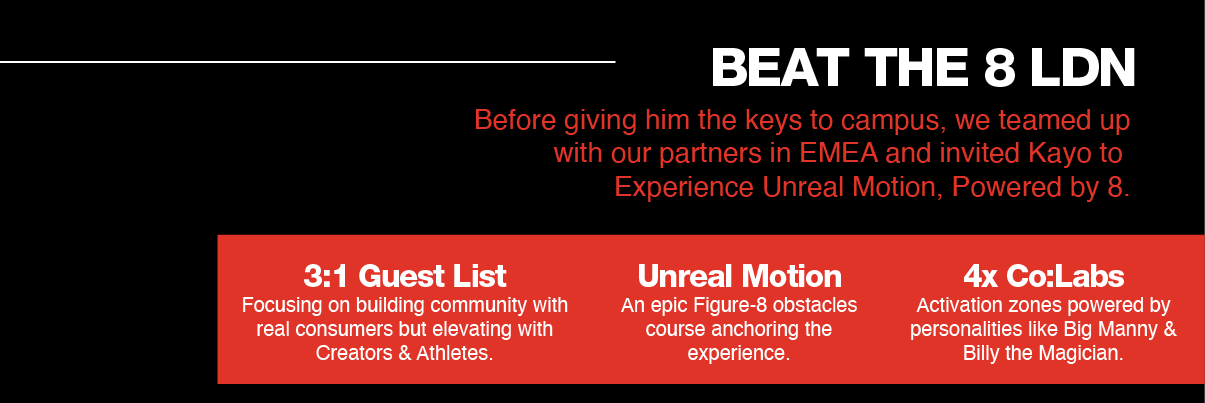 BEAT THE 8 LDN
Before giving him the keys to campus, we teamed up
with our partners in EMEA and invited Kayo to
Experience Unreal Motion, Powered by 8.
3:1 Guest List
Focusing on building community with
real consumers but elevating with
Creators & Athletes.
Unreal Motion
An epic Figure-8 obstacles
course anchoring the
experience.
4x Co:Labs
Activation zones powered by
personalities like Big Manny &
Billy the Magician.